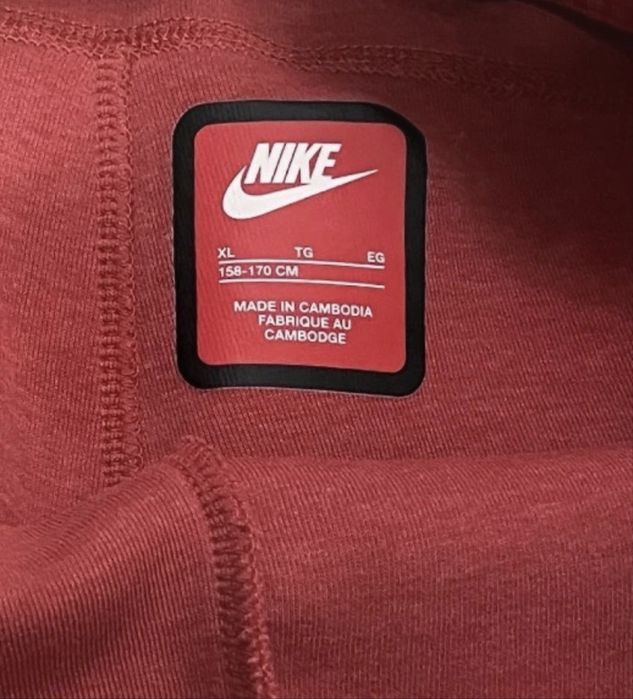 NIKE
XL TG EG
158-170 CM
MADE IN CAMBODIA
FABRIQUE AU
CAMBODGE